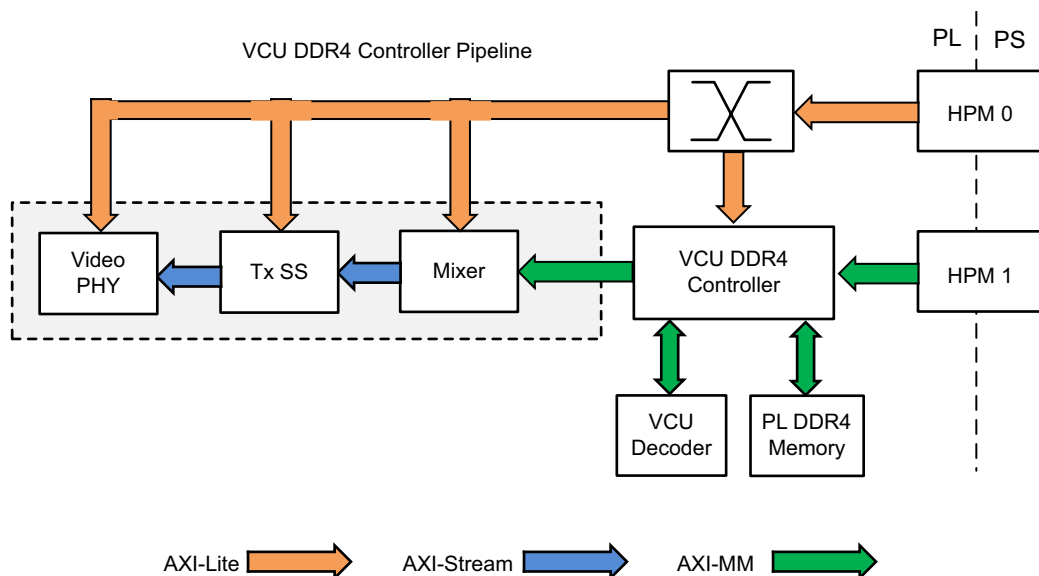 VCU DDR4 Controller Pipeline
PL
PS
HPM 0
Video
PHY
Tx SS
Mixer
VCU DDR4
Controller
HPM 1
VCU
Decoder
PL DDR4
Memory
AXI-Lite
AXI-Stream
AXI-MM